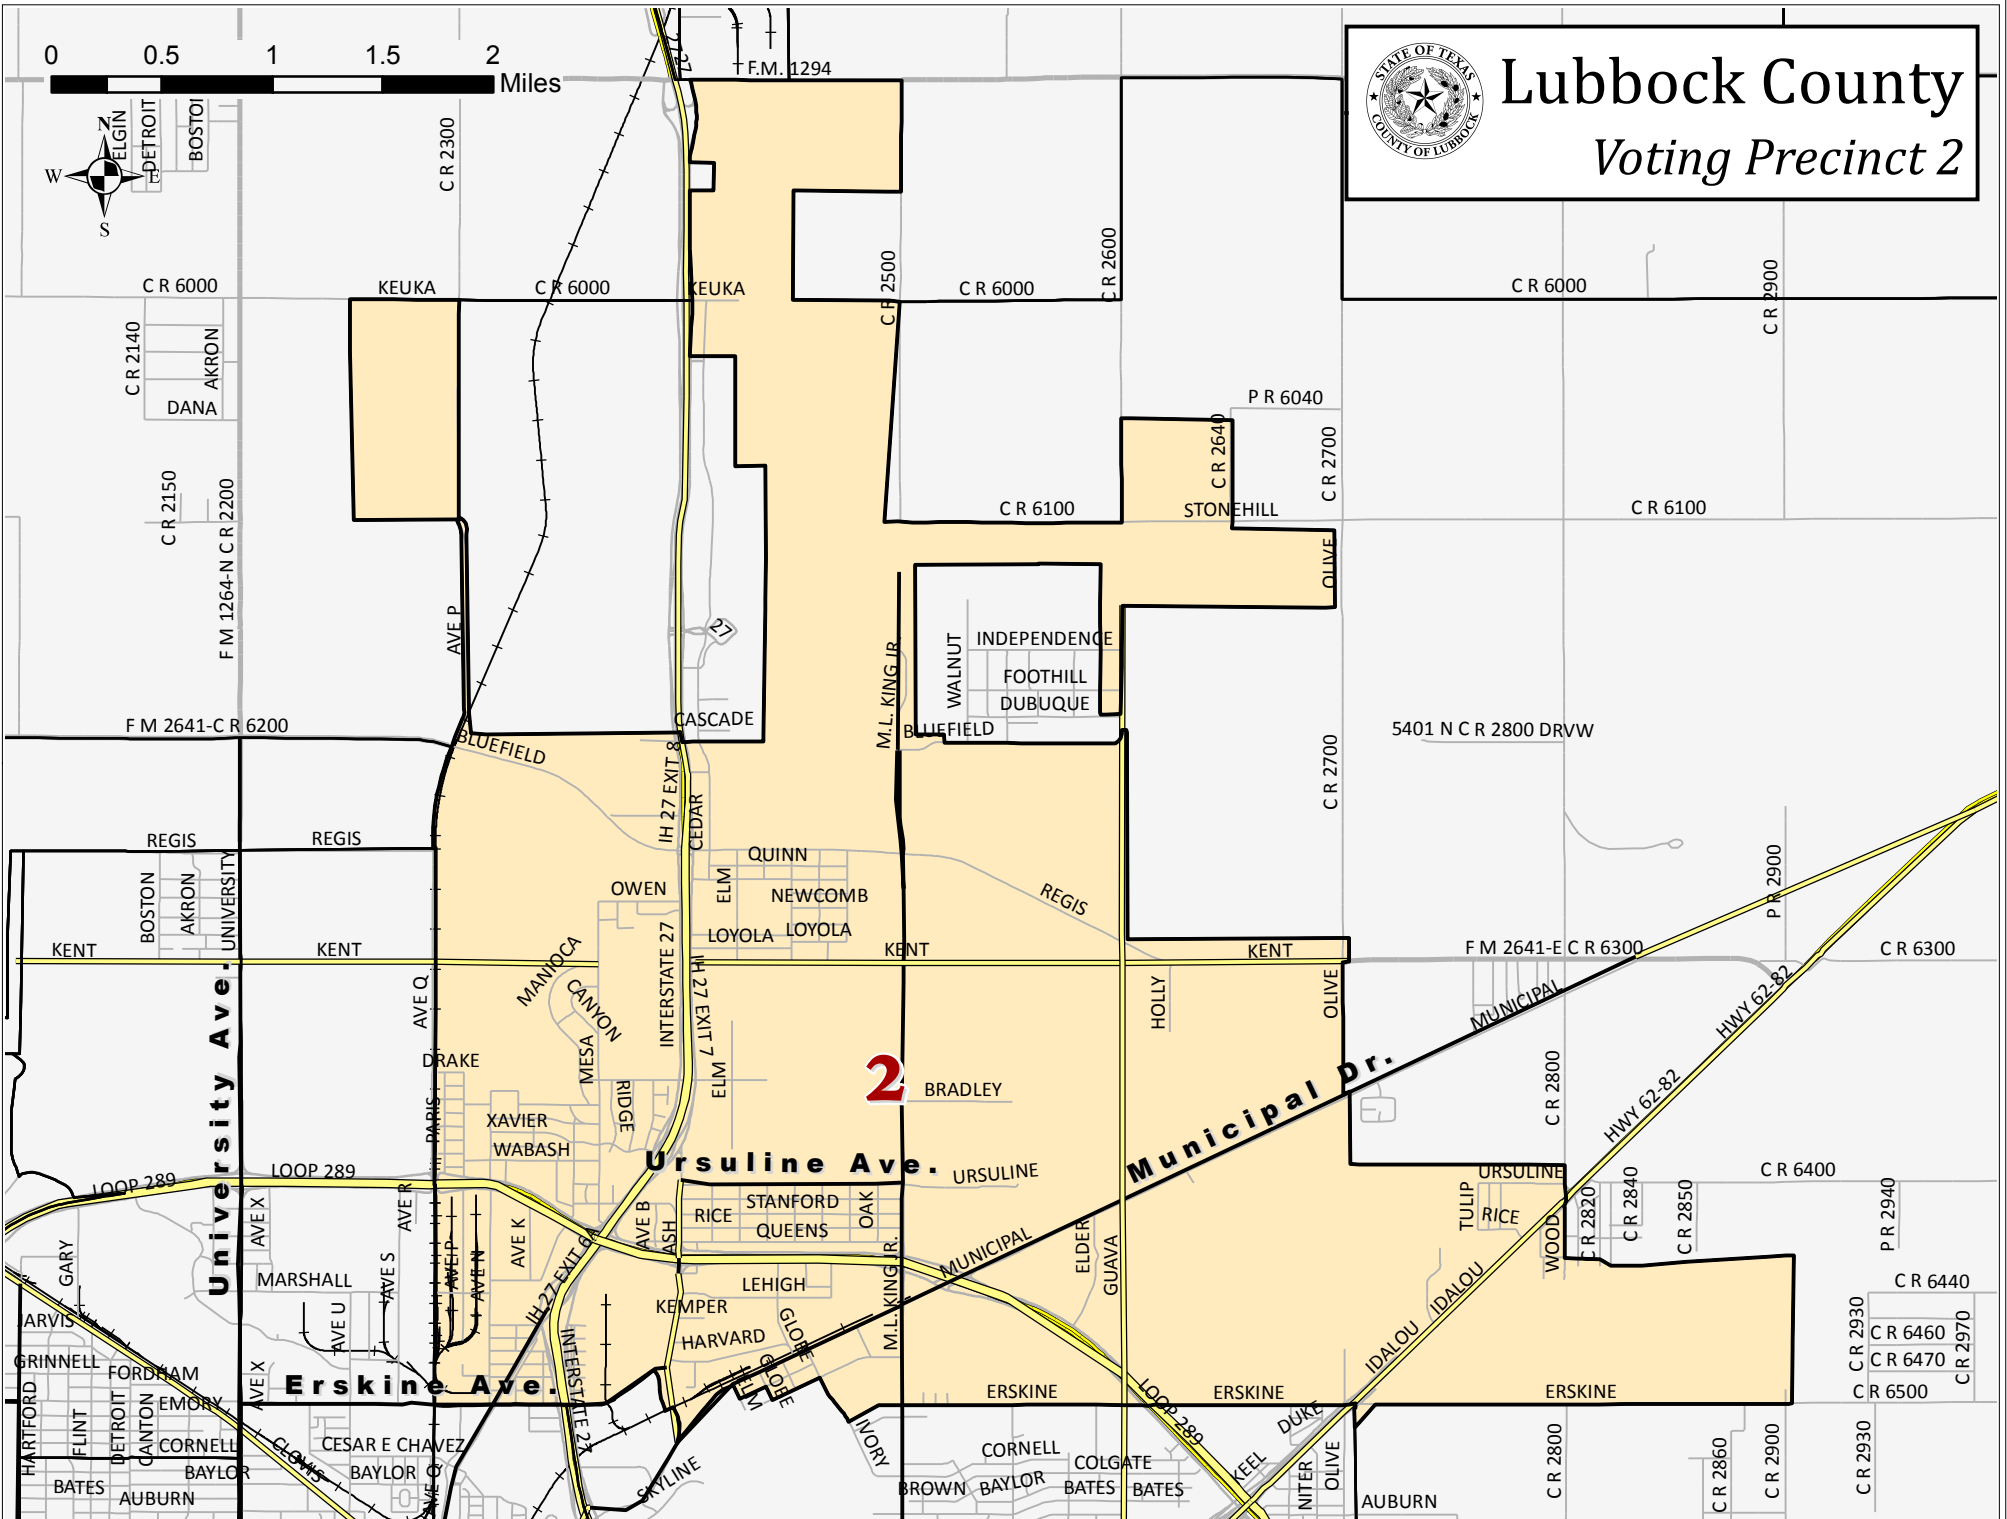 0 0.5 1 1.5 2
Miles
STATE OF TEXAS
COUNTY OF LUBBOCK
Lubbock County
Voting Precinct 2
N
W E
S
ELGIN
DETROIT
C R 2300
2727
F.M. 1294
C R 6000
KEUKA
C R 6000
KEUKA
C R 2500
C R 6000
C R 2600
C R 6000
C R 2900
C R 2140
AKRON
DANA
P R 6040
C R 2640
C R 2700
C R 2150
F M 1264-N C R 2200
C R 6100
STONEHILL
C R 6100
OLIVE
AVE P
27
M.L. KING JR.
WALNUT
INDEPENDENCE
FOOTHILL
DUBUQUE
F M 2641-C R 6200
CASCADE
BLUEFIELD
BLUEFIELD
5401 N C R 2800 DRVW
IH 27 EXIT 8
CEDAR
C R 2700
REGIS
REGIS
QUINN
BOSTON
AKRON
UNIVERSITY
OWEN
ELM
NEWCOMB
REGIS
P R 2900
LOYOLA
LOYOLA
KENT
KENT
KENT
KENT
F M 2641-E C R 6300
C R 6300
MANIOCA
CANYON
INTERSTATE 27
IH 27 EXIT 7
AVE Q
HOLLY
OLIVE
MUNICIPAL
HWY 62-82
University Ave.
DRAKE
MESA
RIDGE
ELM
2
BRADLEY
Municipal Dr.
C R 2800
HWY 62-82
PARIS
XAVIER
WABASH
Ursuline Ave.
URSULINE
URSULINE
C R 6400
LOOP 289
LOOP 289
AVE X
AVE R
AVE K
AVE B
ASH
RICE
STANFORD
QUEENS
OAK
TULIP
RICE
WOOD
C R 2820
C R 2840
C R 2850
P R 2940
GARY
AVE S
AVE P
AVE N
IH 27 EXIT 6A
MUNICIPAL
ELDER
GUAVA
MARSHALL
LEHIGH
M.L. KING JR.
IDALOU
C R 6440
JARVIS
AVE U
KEMPER
GLOBE
HARVARD
IDALOU
C R 2930
C R 6460
C R 6470
C R 2970
GRINNELL
FORDHAM
AVE X
Erskine Ave.
INTERSTATE 27
ELM
GLOBE
ERSKINE
ERSKINE
ERSKINE
C R 6500
HARTFORD
FLINT
DETROIT
CANTON
EMORY
CORNELL
CLOVIS
CESAR E CHAVEZ
IVORY
LOOP 289
DUKE
BATES
BAYLOR
BAYLOR
AUBURN
AVE Q
SKYLINE
CORNELL
COLGATE
BROWN
BAYLOR
BATES
BATES
KEEL
NITER
OLIVE
AUBURN
C R 2800
C R 2860
C R 2900
C R 2930